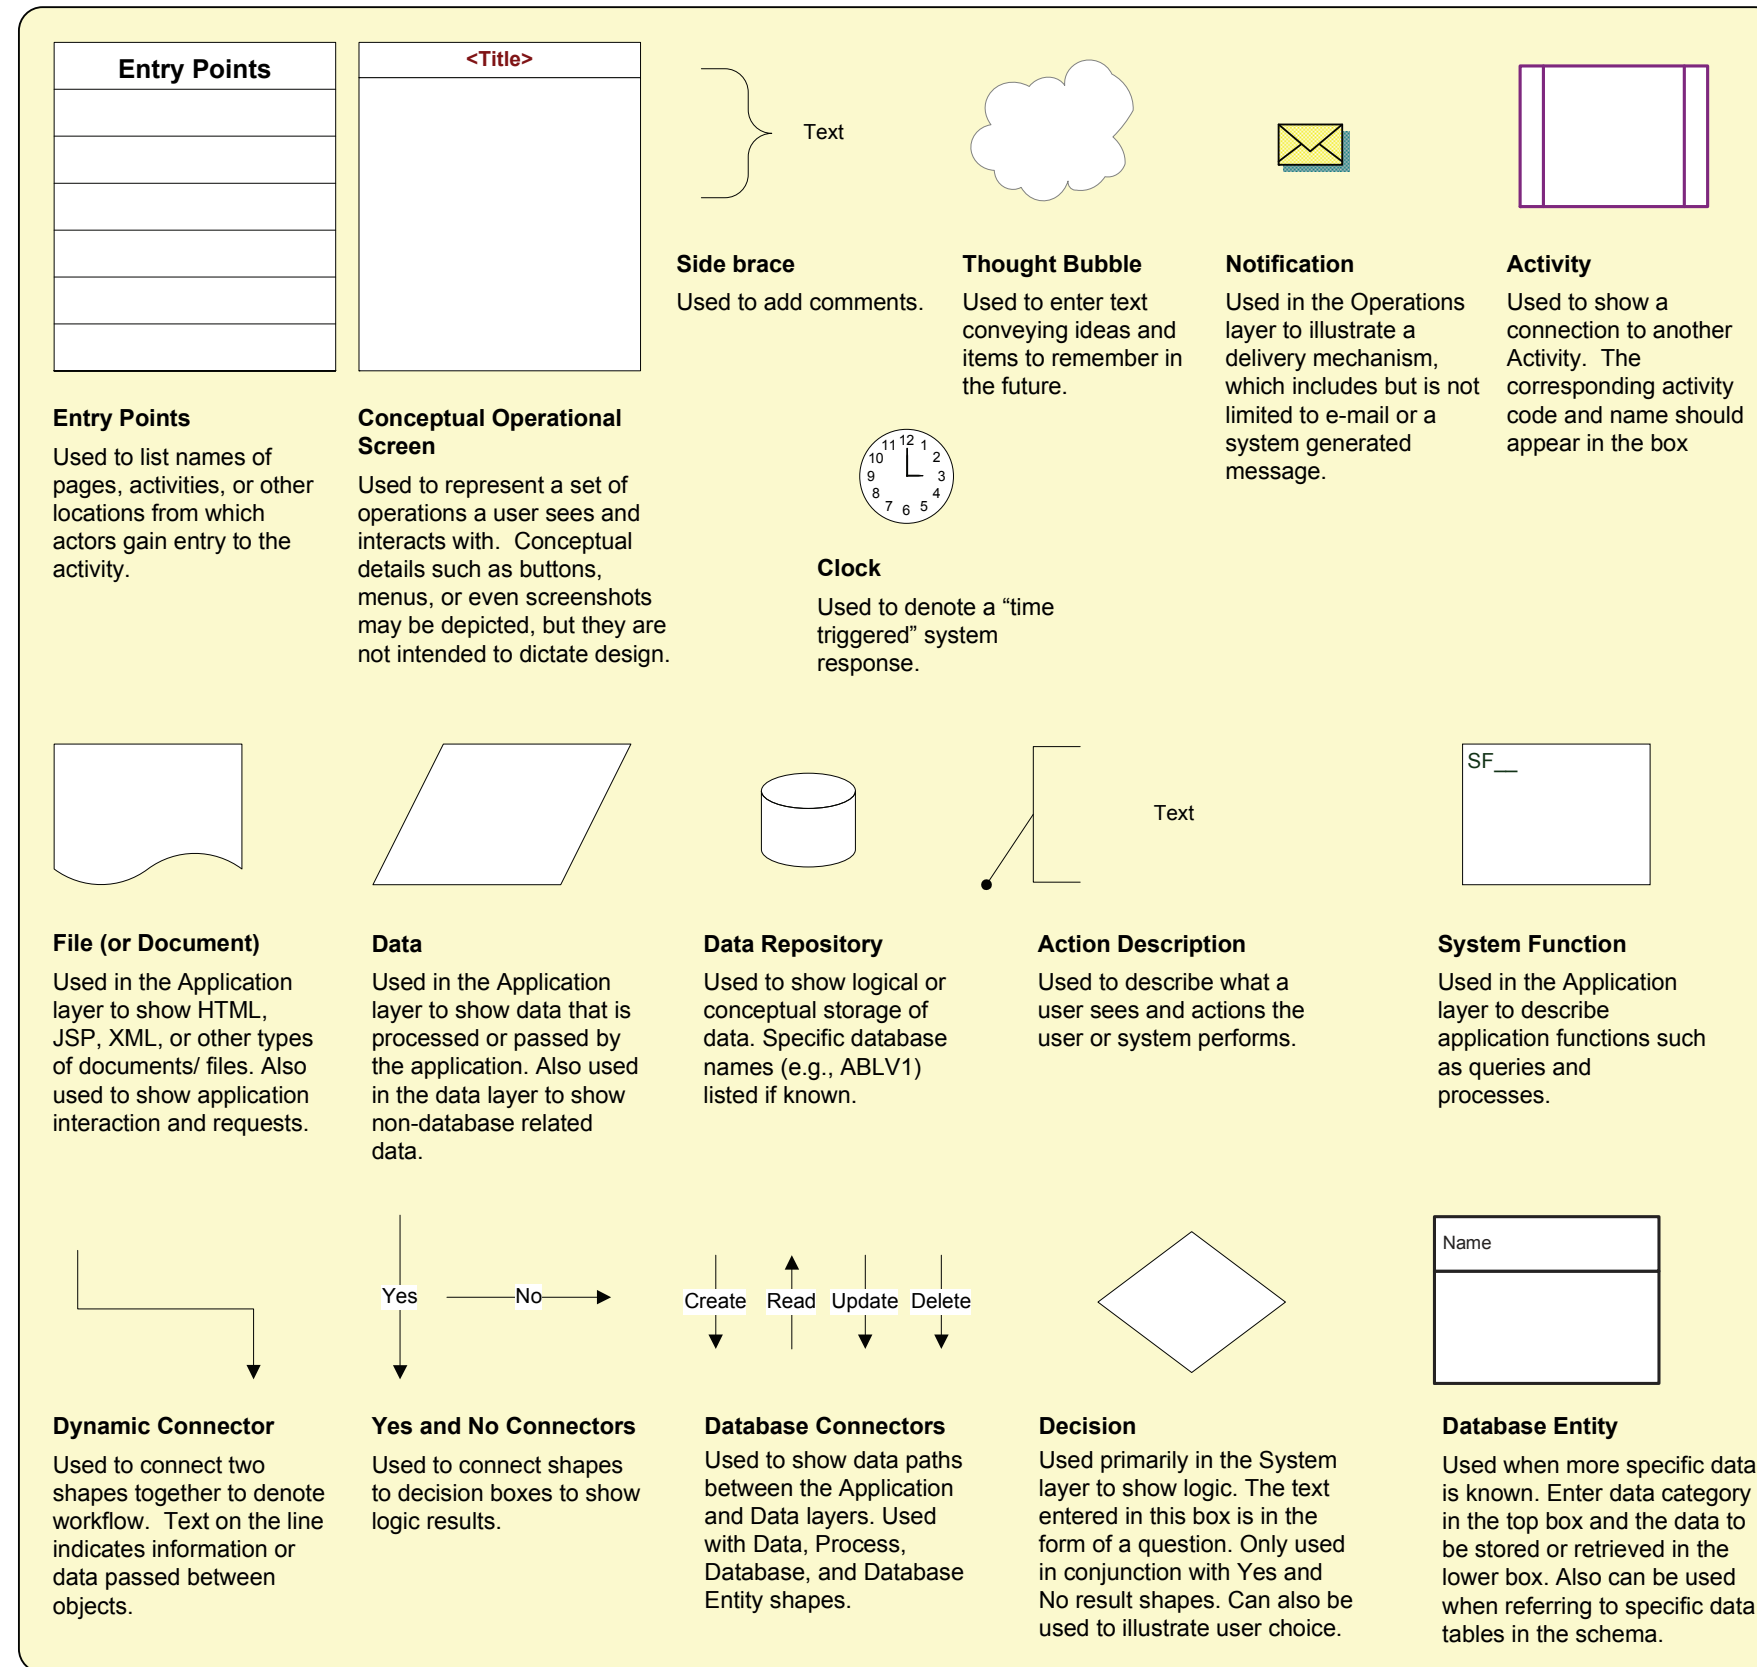 Entry Points
<Title>
Text
Side brace
Used to add comments.
Thought Bubble
Used to enter text
conveying ideas and
items to remember in
the future.
Notification
Used in the Operations
layer to illustrate a
delivery mechanism,
which includes but is not
limited to e-mail or a
system generated
message.
Activity
Used to show a
connection to another
Activity.  The
corresponding activity
code and name should
appear in the box
Entry Points
Used to list names of
pages, activities, or other
locations from which
actors gain entry to the
activity.
Conceptual Operational
Screen
Used to represent a set of
operations a user sees and
interacts with.  Conceptual
details such as buttons,
menus, or even screenshots
may be depicted, but they are
not intended to dictate design.
12
1
2
3
4
5
6
7
8
9
10
11
Clock
Used to denote a “time
triggered” system
response.
Text
SF__
File (or Document)
Used in the Application
layer to show HTML,
JSP, XML, or other types
of documents/ files. Also
used to show application
interaction and requests.
Data
Used in the Application
layer to show data that is
processed or passed by
the application. Also used
in the data layer to show
non-database related
data.
Data Repository
Used to show logical or
conceptual storage of
data. Specific database
names (e.g., ABLV1)
listed if known.
Action Description
Used to describe what a
user sees and actions the
user or system performs.
System Function
Used in the Application
layer to describe
application functions such
as queries and
processes.
Yes
No
Create
Read
Update
Delete
Name
Dynamic Connector
Used to connect two
shapes together to denote
workflow.  Text on the line
indicates information or
data passed between
objects.
Yes and No Connectors
Used to connect shapes
to decision boxes to show
logic results.
Database Connectors
Used to show data paths
between the Application
and Data layers. Used
with Data, Process,
Database, and Database
Entity shapes.
Decision
Used primarily in the System
layer to show logic. The text
entered in this box is in the
form of a question. Only used
in conjunction with Yes and
No result shapes. Can also be
used to illustrate user choice.
Database Entity
Used when more specific data
is known. Enter data category
in the top box and the data to
be stored or retrieved in the
lower box. Also can be used
when referring to specific data
tables in the schema.